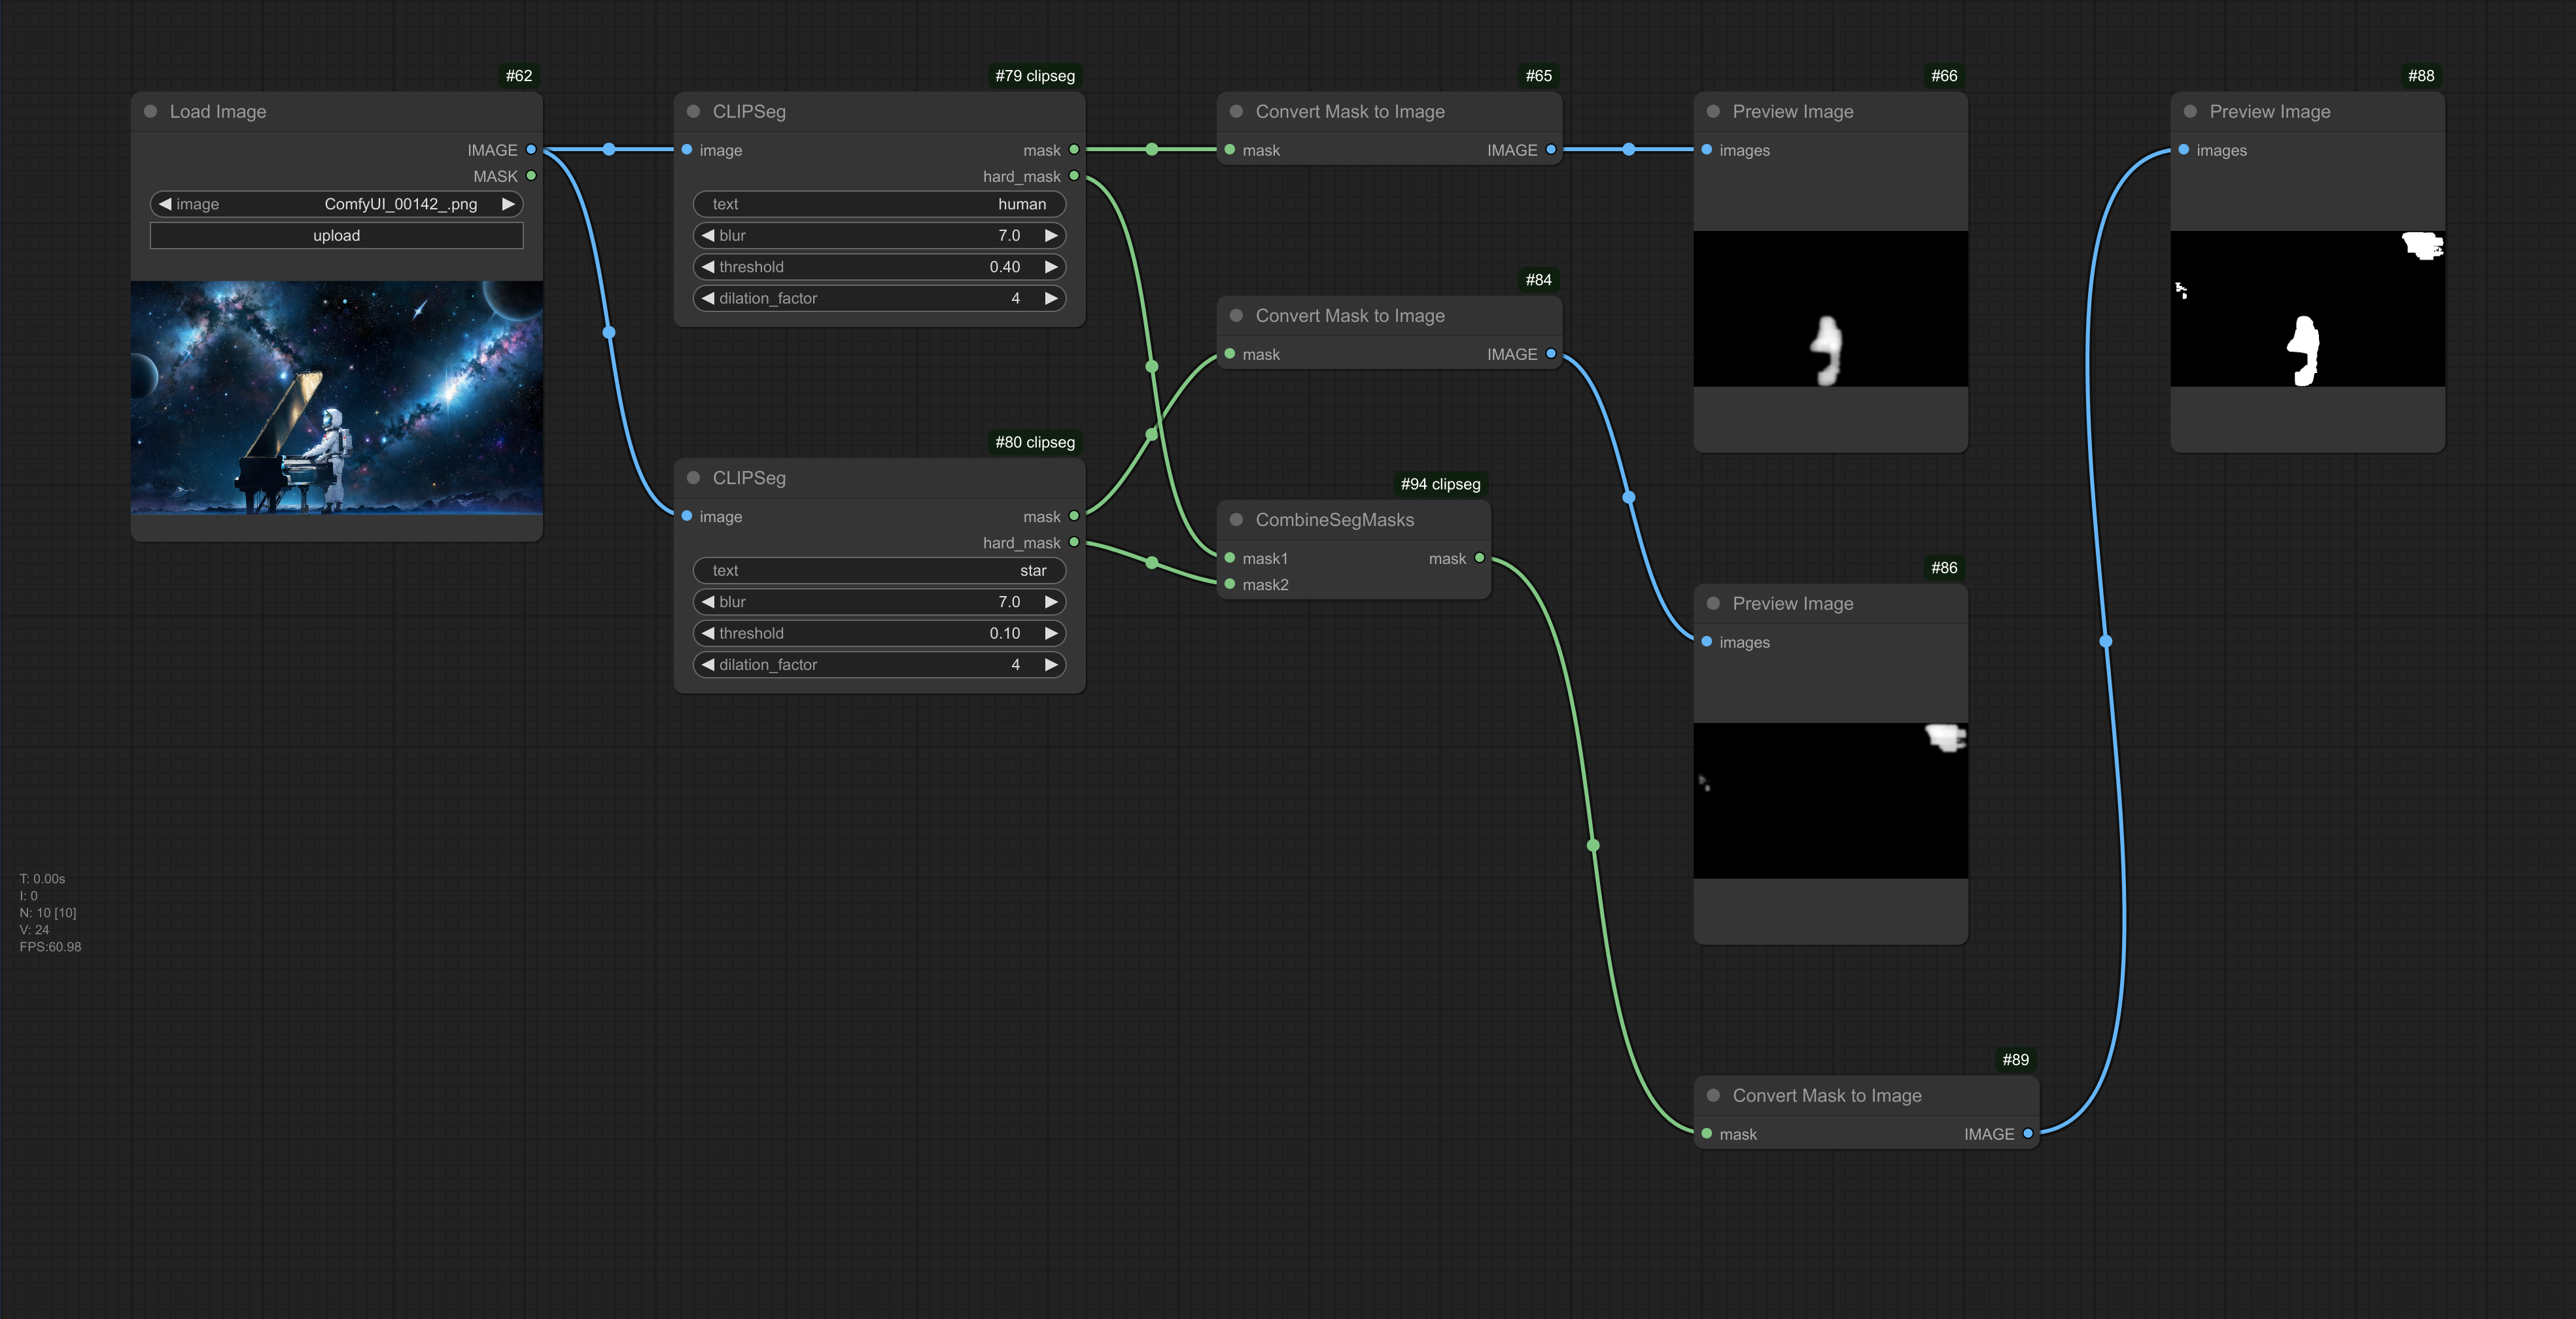 #62
Load Image
IMAGE
MASK
image ComfyUI_00142_.png
upload
#79 clipseg
CLIPSeg
image mask
hard_mask
text human
blur 7.0
threshold 0.40
dilation_factor 4
#80 clipseg
CLIPSeg
image mask
hard_mask
text star
blur 7.0
threshold 0.10
dilation_factor 4
#65
Convert Mask to Image
mask IMAGE
#84
Convert Mask to Image
mask IMAGE
#94 clipseg
CombineSegMasks
mask1 mask
mask2
#66
Preview Image
images
#86
Preview Image
images
#89
Convert Mask to Image
mask IMAGE
#88
Preview Image
images
T: 0.00s
I: 0
N: 10 [10]
V: 24
FPS:60.98